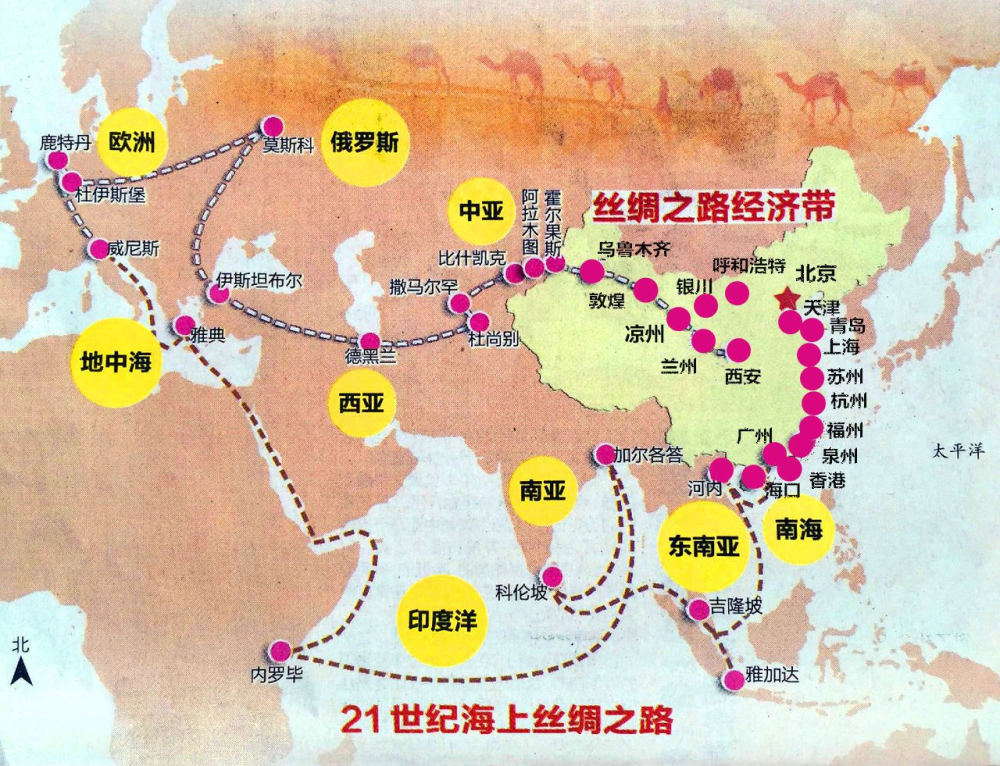 鹿特丹
欧洲
杜伊斯堡
莫斯科
俄罗斯
威尼斯
伊斯坦布尔
雅典
地中海
德黑兰
西亚
中亚
比什凯克
阿拉木图
霍尔果斯
撒马尔罕
杜尚别
丝绸之路经济带
乌鲁木齐
敦煌
呼和浩特
银川
北京
天津
凉州
兰州
西安
青岛
上海
苏州
杭州
福州
泉州
广州
香港
海口
河内
太平洋
加尔各答
南亚
东南亚
南海
科伦坡
吉隆坡
印度洋
雅加达
内罗毕
北
21世纪海上丝绸之路